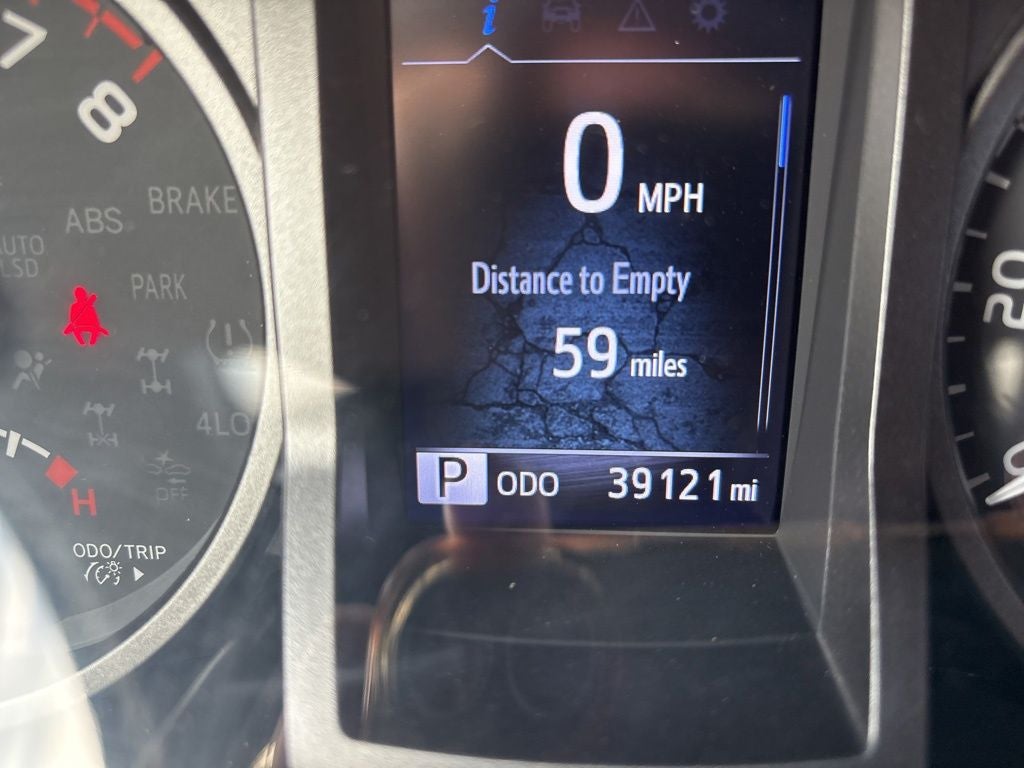 7
8
BRAKE
ABS
AUTO
LSD
PARK
4LO
H
OFF
ODO/TRIP
i
0 MPH
Distance to Empty
59 miles
P ODO 39121 mi
20
0